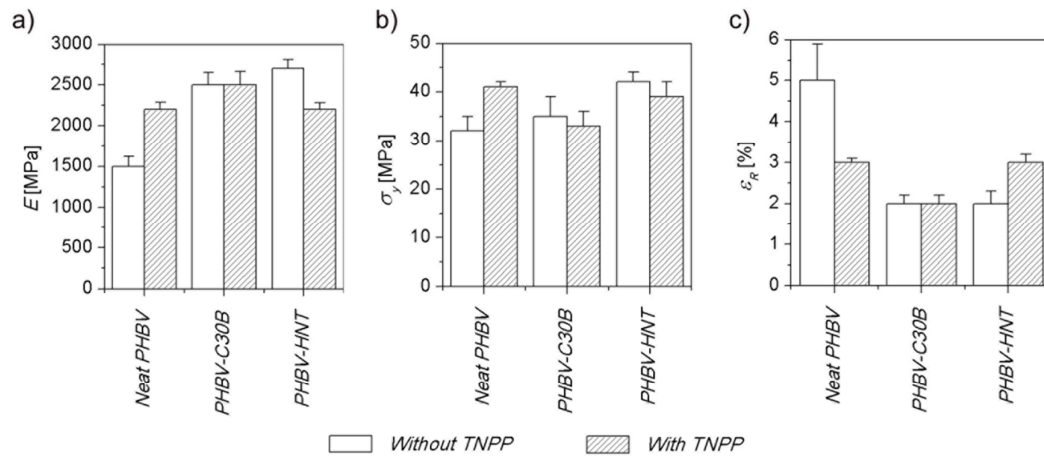 a)
3000
2500
2000
1500
1000
500
0
E [MPa]
Neat PHBV
PHBV-C30B
PHBV-HNT
b)
50
40
30
20
10
0
σy [MPa]
Neat PHBV
PHBV-C30B
PHBV-HNT
c)
6
5
4
3
2
1
0
εR [%]
Neat PHBV
PHBV-C30B
PHBV-HNT
Without TNPP
With TNPP